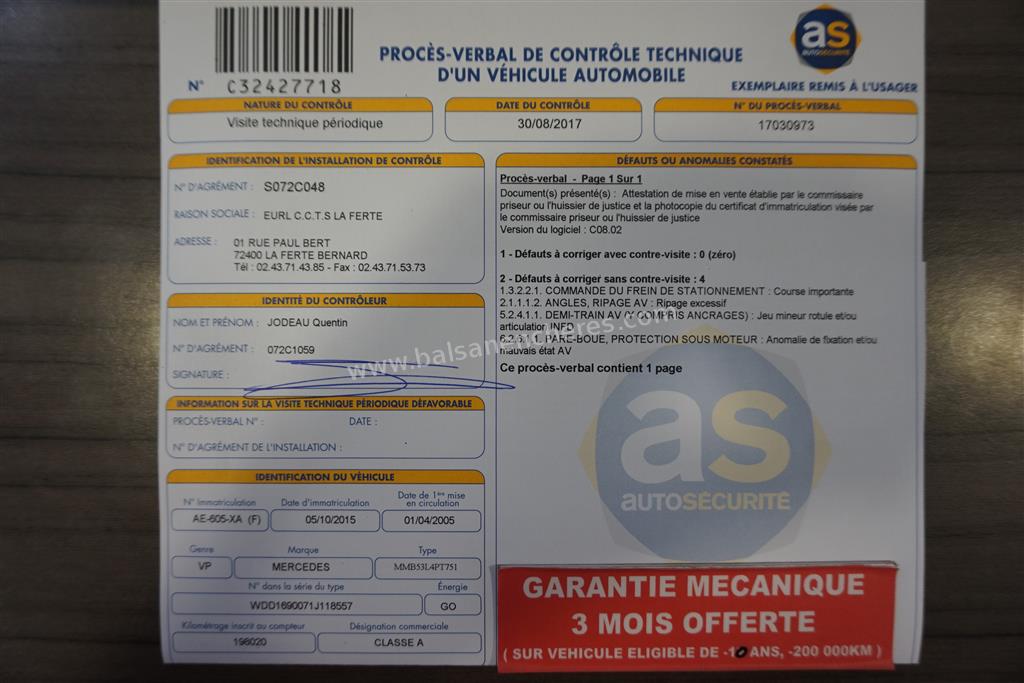 N° C32427718
PROCÈS-VERBAL DE CONTRÔLE TECHNIQUE
D'UN VÉHICULE AUTOMOBILE
as
AUTOSÉCURITÉ
EXEMPLAIRE REMIS À L'USAGER
NATURE DU CONTRÔLE
Visite technique périodique
DATE DU CONTRÔLE
30/08/2017
N° DU PROCÈS-VERBAL
17030973
IDENTIFICATION DE L'INSTALLATION DE CONTRÔLE
N° D'AGRÉMENT : S072C048
RAISON SOCIALE : EURL C.C.T.S LA FERTE
ADRESSE : 01 RUE PAUL BERT
72400 LA FERTE BERNARD
Tél : 02.43.71.43.85 - Fax : 02.43.71.53.73
IDENTITÉ DU CONTRÔLEUR
NOM ET PRÉNOM : JODEAU Quentin
N° D'AGRÉMENT : 072C1059
SIGNATURE :
INFORMATION SUR LA VISITE TECHNIQUE PÉRIODIQUE DÉFAVORABLE
PROCÈS-VERBAL N° : DATE :
N° D'AGRÉMENT DE L'INSTALLATION :
IDENTIFICATION DU VÉHICULE
N° Immatriculation Date d'immatriculation Date de 1ère mise
en circulation
AE-605-XA (F) 05/10/2015 01/04/2005
Genre Marque Type
VP MERCEDES MMB53L4PT751
N° dans la série du type Énergie
WDD1690071J118557 GO
Kilométrage inscrit au compteur Désignation commerciale
198020 CLASSE A
DÉFAUTS OU ANOMALIES CONSTATÉS
Procès-verbal - Page 1 Sur 1
Document(s) présenté(s) : Attestation de mise en vente établie par le commissaire
priseur ou l'huissier de justice et la photocopie du certificat d'immatriculation visée par
le commissaire priseur ou l'huissier de justice
Version du logiciel : C08.02
1 - Défauts à corriger avec contre-visite : 0 (zéro)
2 - Défauts à corriger sans contre-visite : 4
1.3.2.2.1. COMMANDE DU FREIN DE STATIONNEMENT : Course importante
2.1.1.1.2. ANGLES, RIPAGE AV : Ripage excessif
5.2.4.1.1. DEMI-TRAIN AV (Y COMPRIS ANCRAGES) : Jeu mineur rotule et/ou
articulation INFD
PARE-BOUE, PROTECTION SOUS MOTEUR : Anomalie de fixation et/ou
mauvais état AV
Ce procès-verbal contient 1 page
www.balsanencheres.com
as
AUTOSÉCURITÉ
GARANTIE MECANIQUE
3 MOIS OFFERTE
( SUR VEHICULE ELIGIBLE DE -10 ANS, -200 000KM )